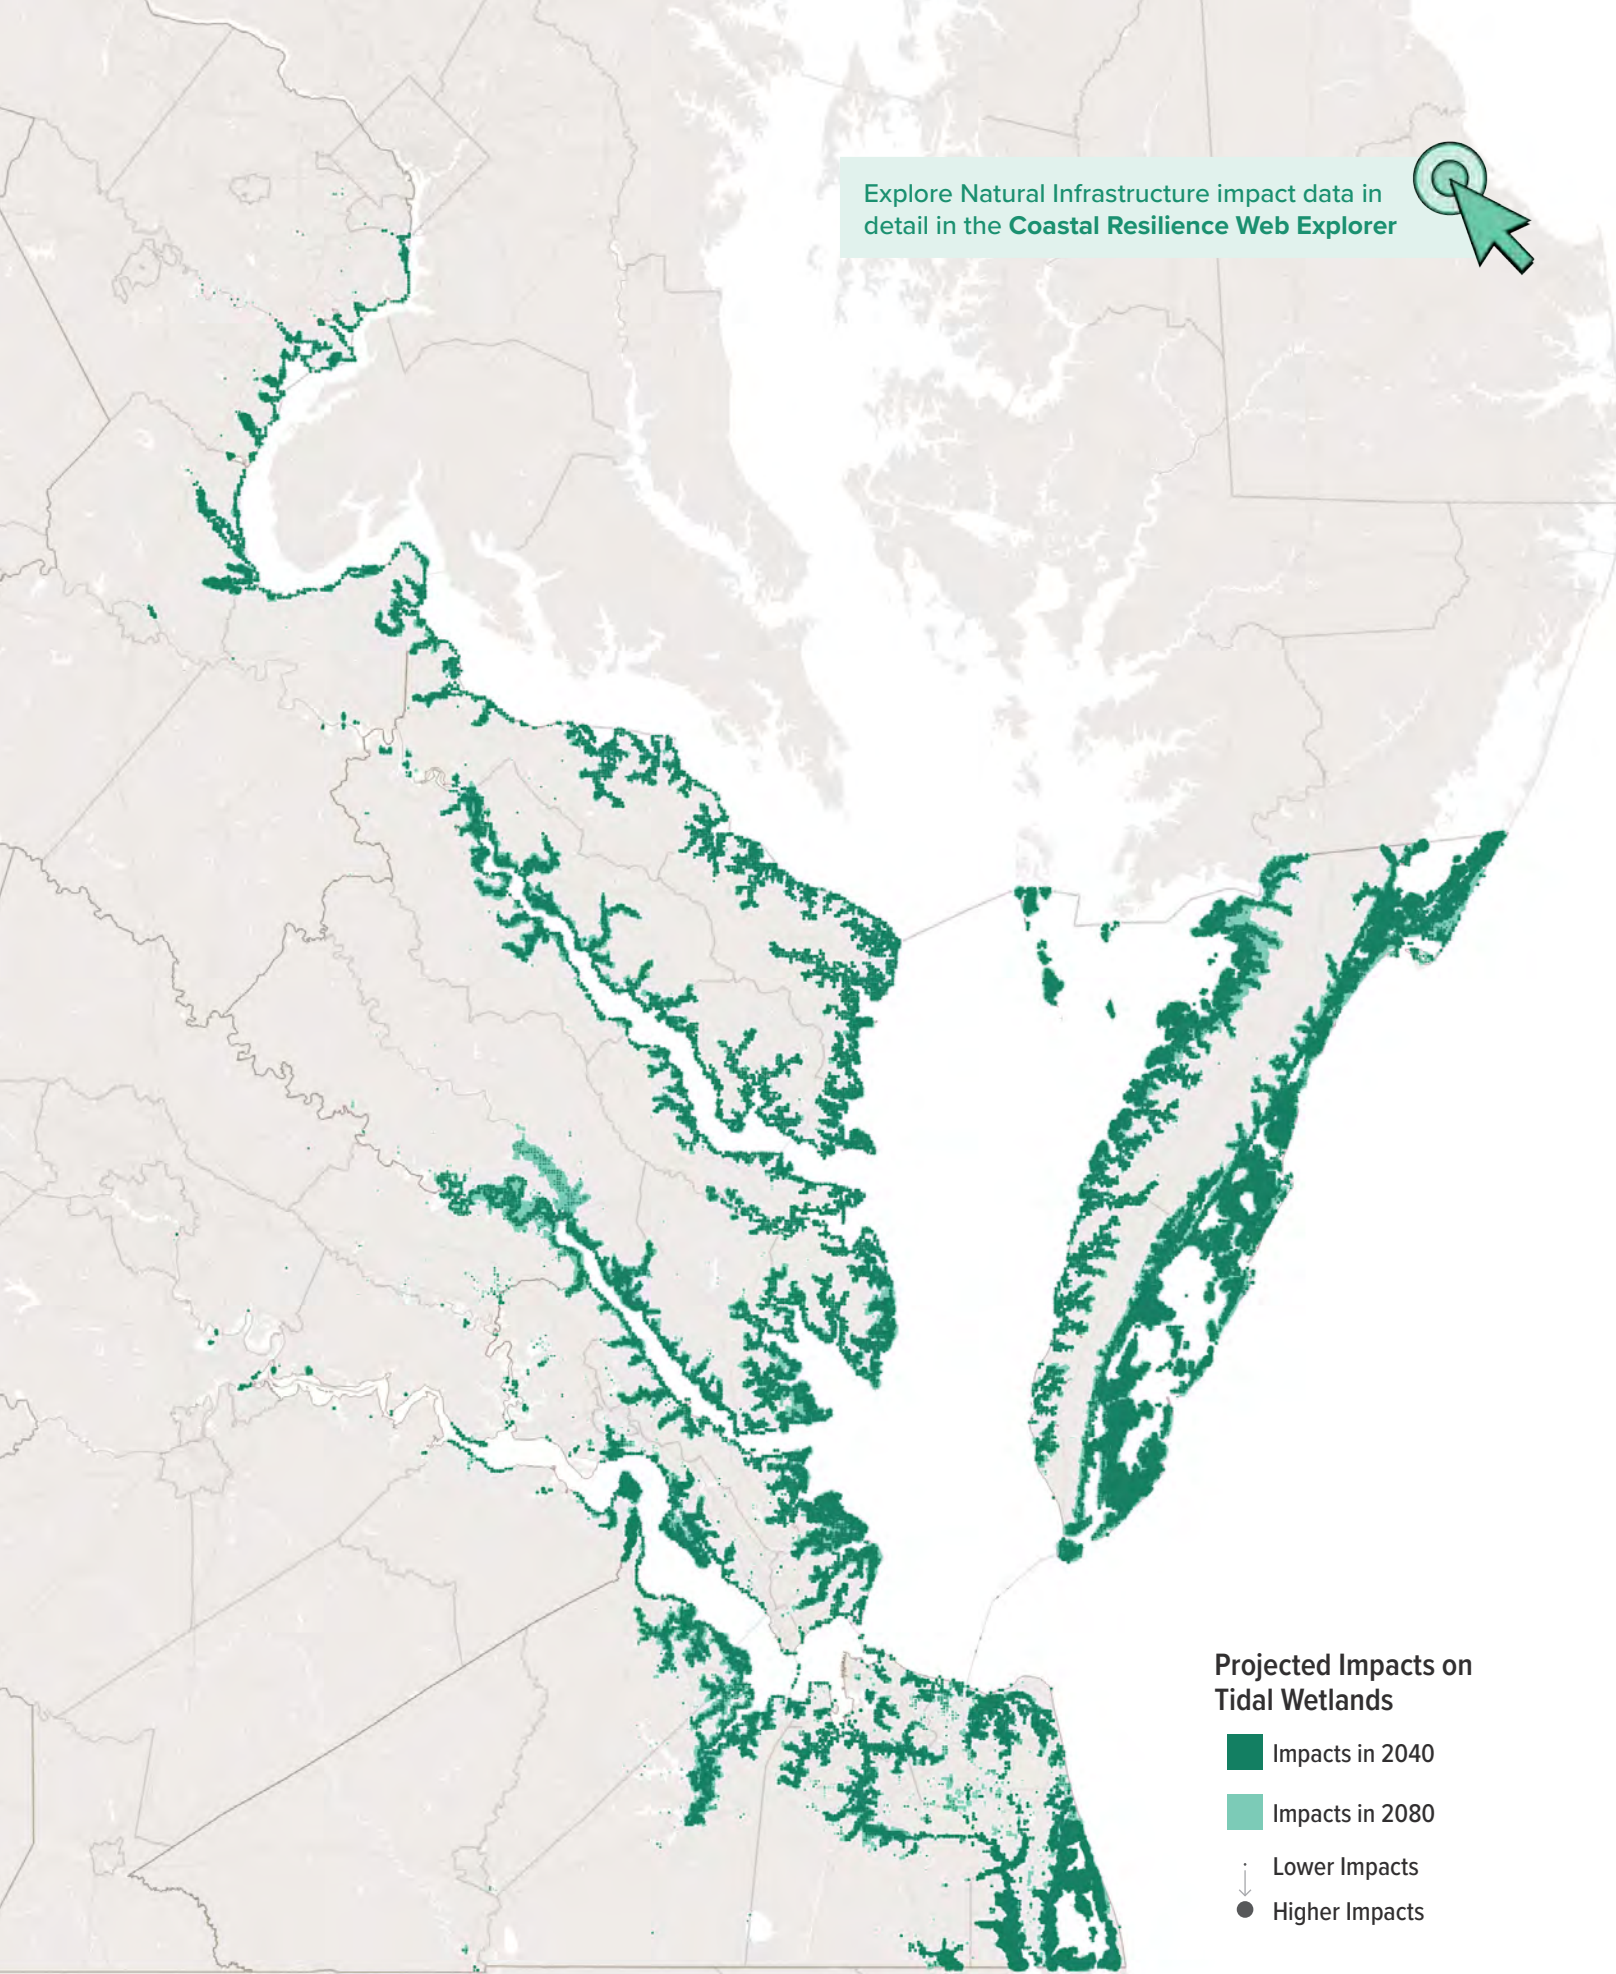 Explore Natural Infrastructure impact data in
detail in the Coastal Resilience Web Explorer
Projected Impacts on
Tidal Wetlands
Impacts in 2040
Impacts in 2080
Lower Impacts
Higher Impacts